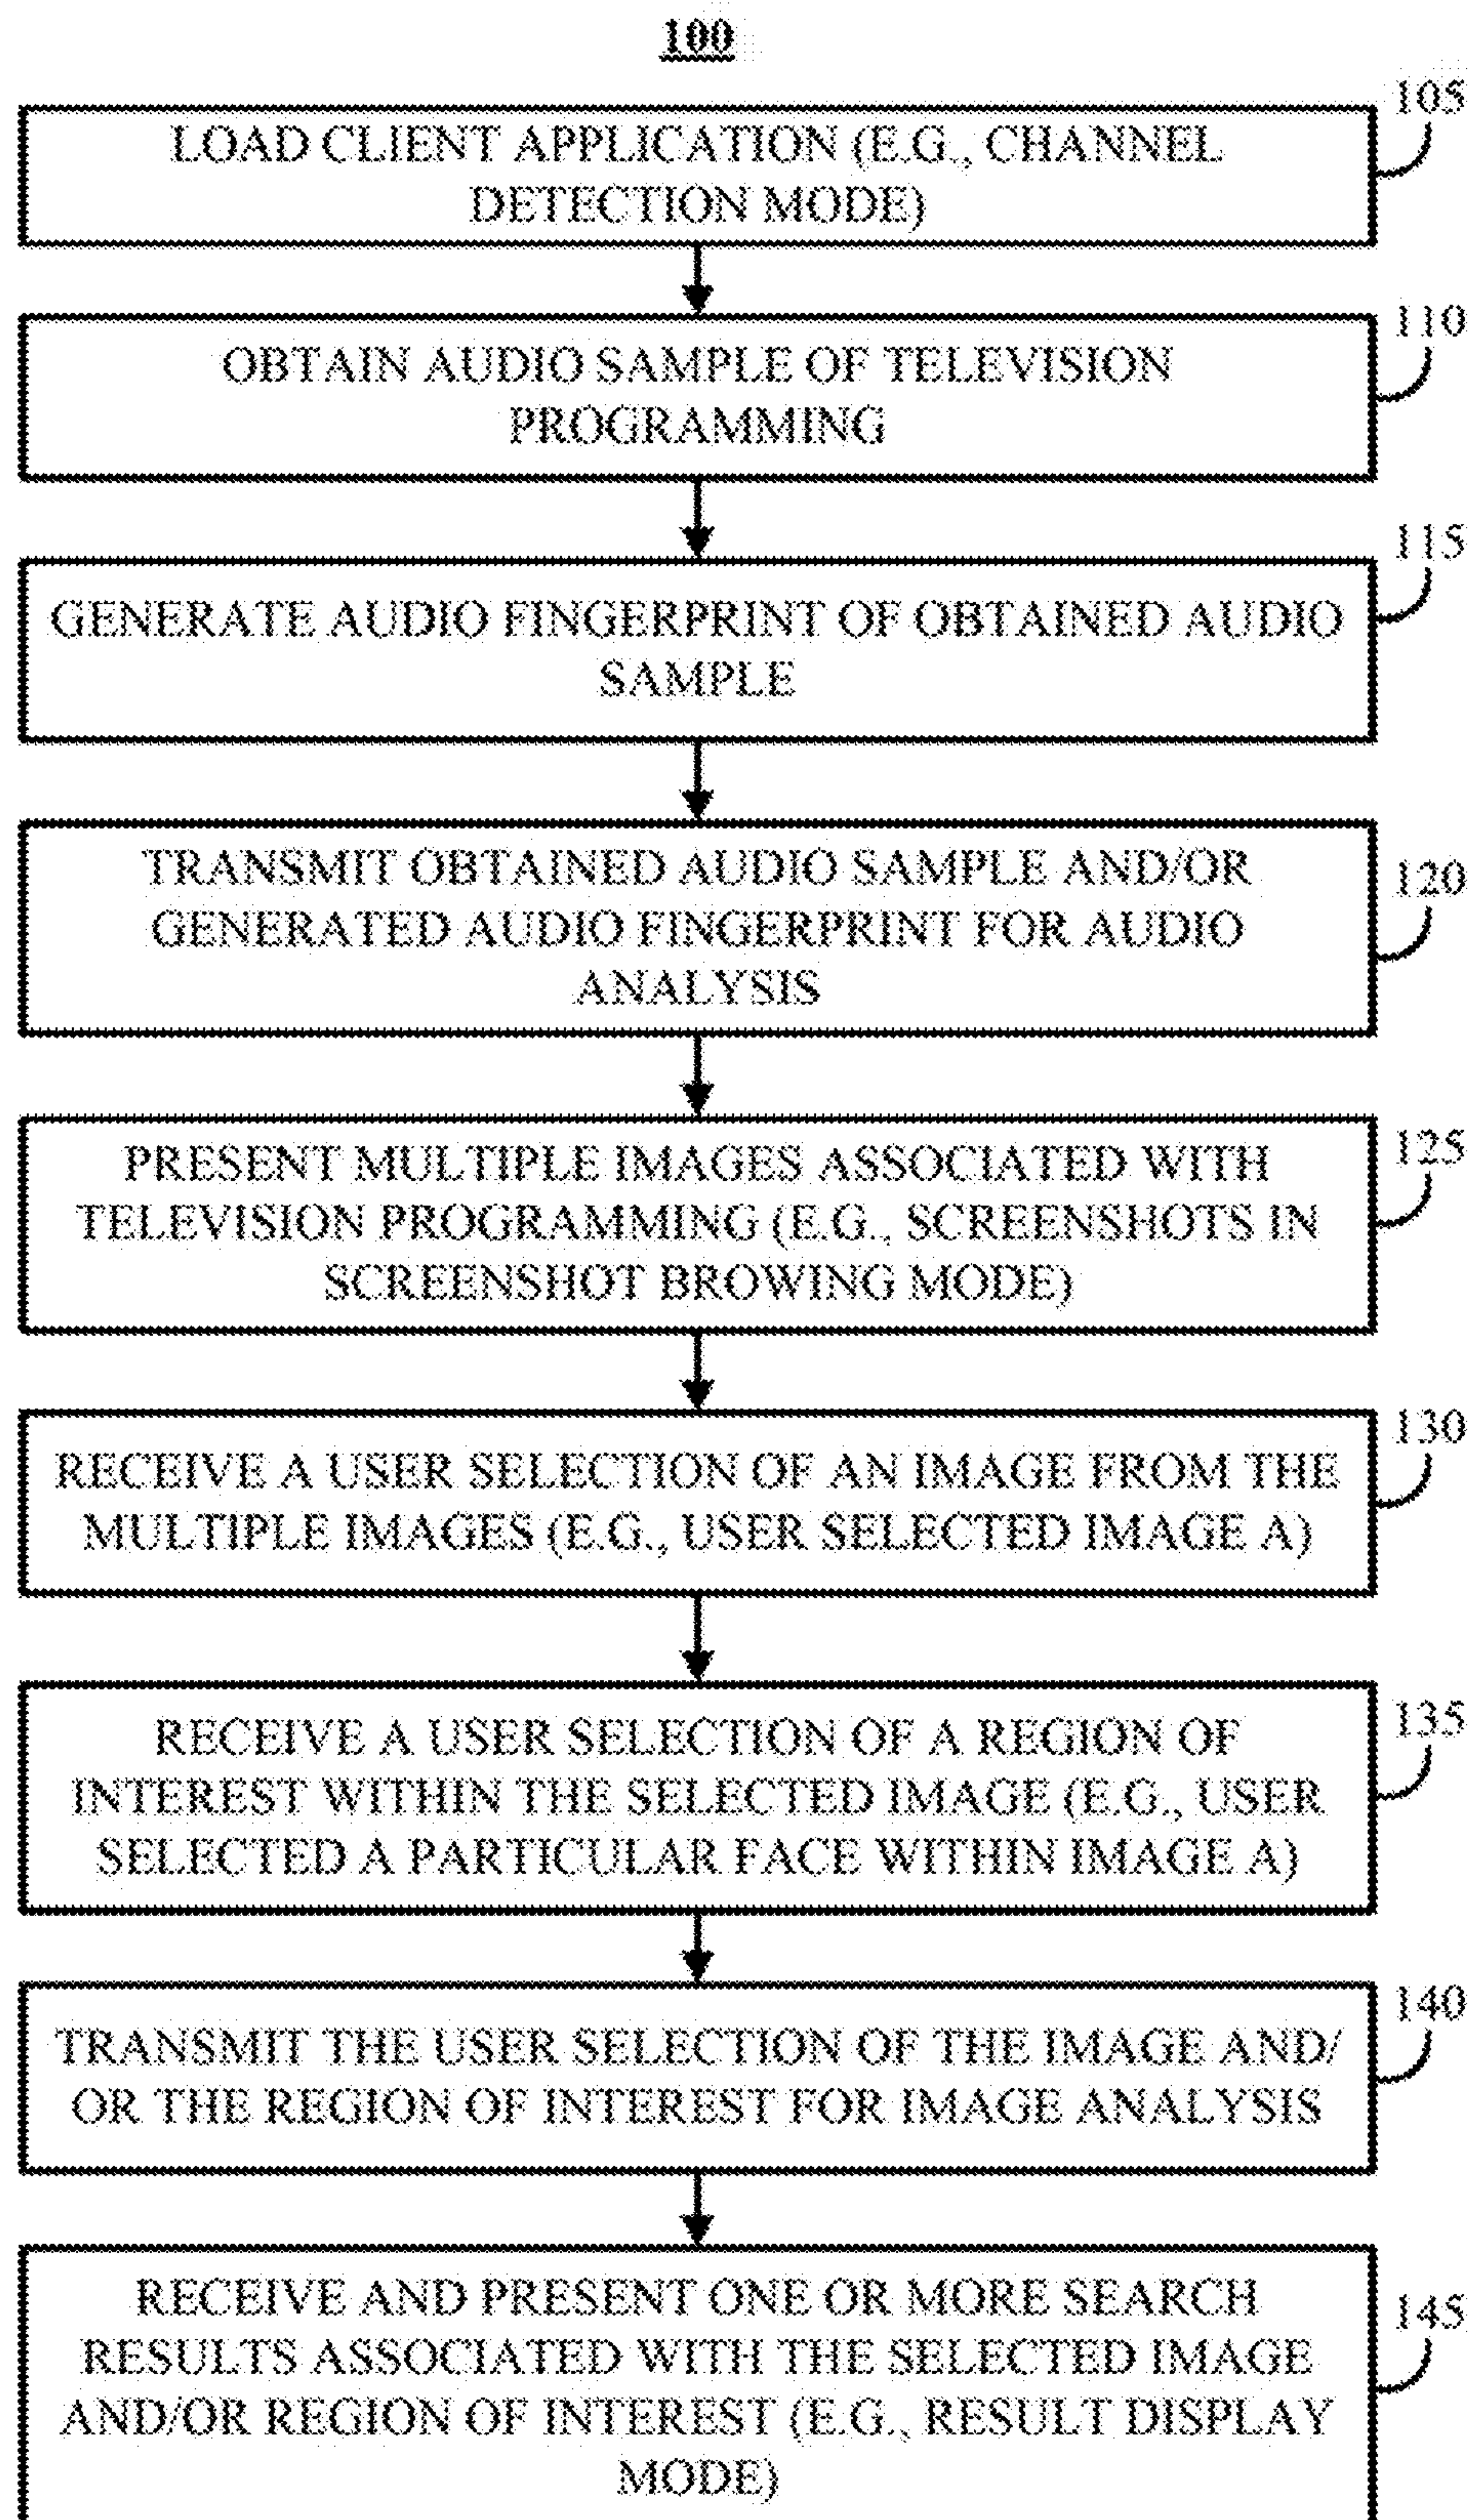 100
105
LOAD CLIENT APPLICATION (E.G., CHANNEL
DETECTION MODE)
110
OBTAIN AUDIO SAMPLE OF TELEVISION
PROGRAMMING
115
GENERATE AUDIO FINGERPRINT OF OBTAINED AUDIO
SAMPLE
120
TRANSMIT OBTAINED AUDIO SAMPLE AND/OR
GENERATED AUDIO FINGERPRINT FOR AUDIO
ANALYSIS
125
PRESENT MULTIPLE IMAGES ASSOCIATED WITH
TELEVISION PROGRAMMING (E.G., SCREENSHOTS IN
SCREENSHOT BROWING MODE)
130
RECEIVE A USER SELECTION OF AN IMAGE FROM THE
MULTIPLE IMAGES (E.G., USER SELECTED IMAGE A)
135
RECEIVE A USER SELECTION OF A REGION OF
INTEREST WITHIN THE SELECTED IMAGE (E.G., USER
SELECTED A PARTICULAR FACE WITHIN IMAGE A)
140
TRANSMIT THE USER SELECTION OF THE IMAGE AND/
OR THE REGION OF INTEREST FOR IMAGE ANALYSIS
145
RECEIVE AND PRESENT ONE OR MORE SEARCH
RESULTS ASSOCIATED WITH THE SELECTED IMAGE
AND/OR REGION OF INTEREST (E.G., RESULT DISPLAY
MODE)